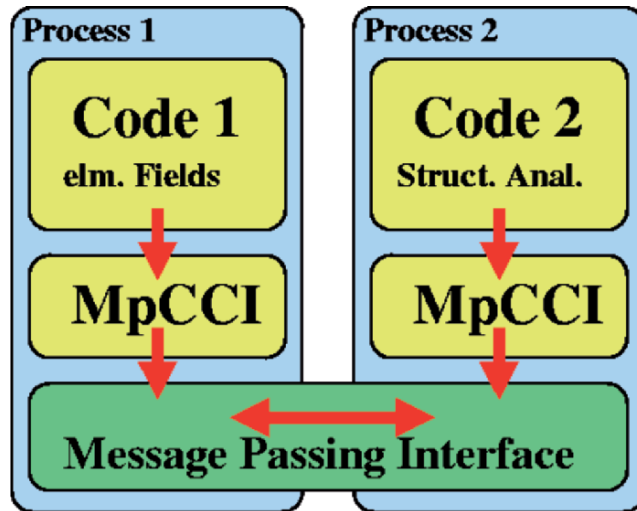 Process 1
Code 1
elm. Fields
MpCCI
Process 2
Code 2
Struct. Anal.
MpCCI
Message Passing Interface